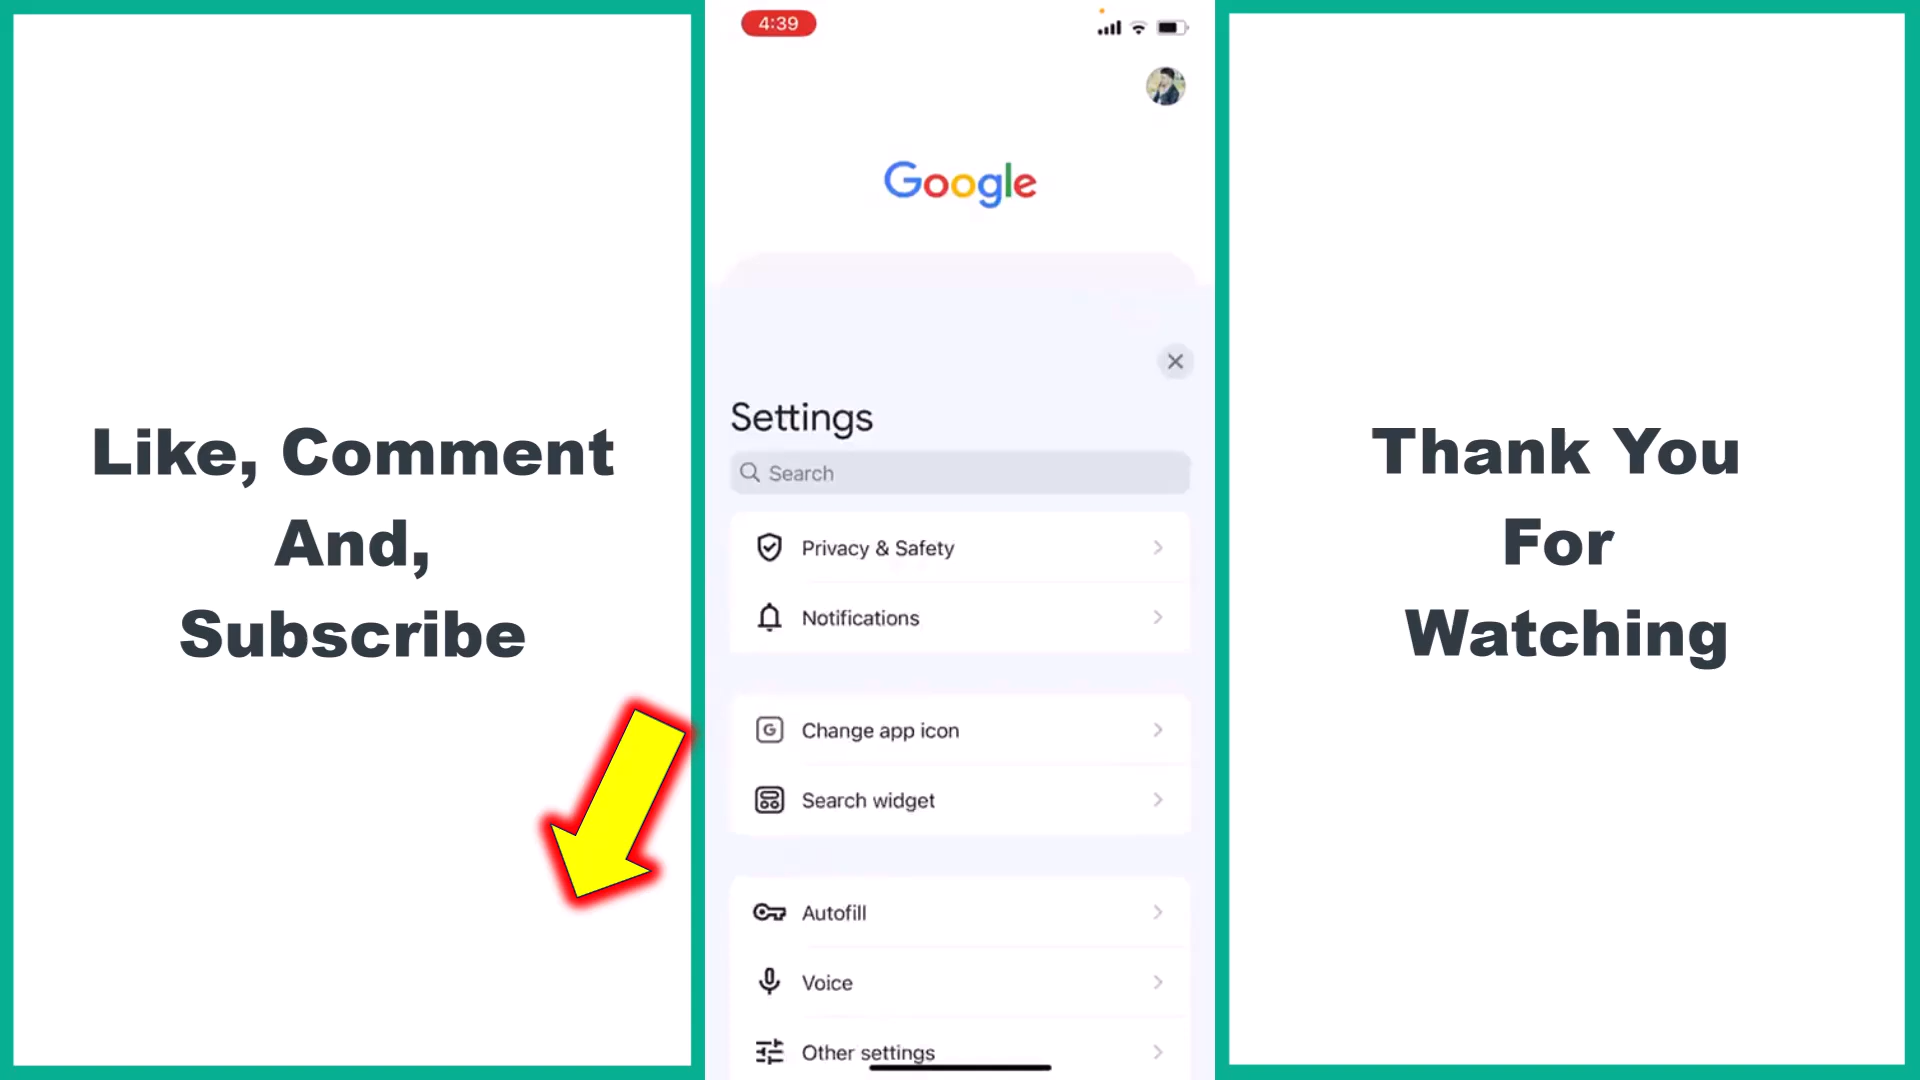 Like, Comment
And,
Subscribe
4:39
Google
Settings
Search
Privacy & Safety
Notifications
G
Change app icon
Search widget
Autofill
Voice
Other settings
Thank You
For
Watching